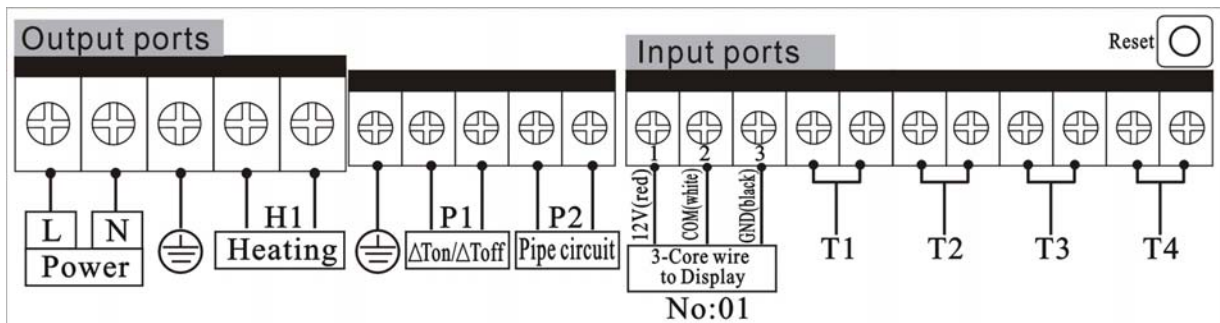 Output ports
Input ports
Reset
1 2 3
12V(red)
COM(white)
GND(black)
L N
Power
H1
Heating
P1
ΔTon/ΔToff
P2
Pipe circuit
3-Core wire
to Display
No:01
T1 T2 T3 T4